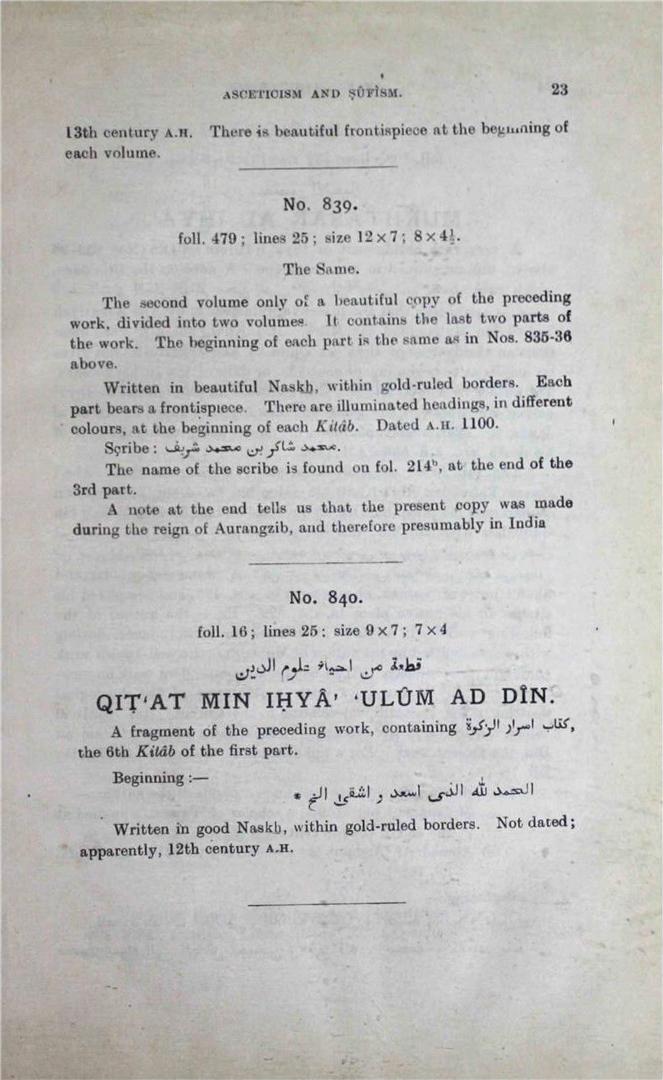 ASCETICISM AND ṢÛFÎSM. 23
13th century A.H. There is beautiful frontispiece at the beginning of
each volume.
No. 839.
foll. 479; lines 25; size 12 × 7; 8 × 4½.
The Same.
The second volume only of a beautiful copy of the preceding
work, divided into two volumes. It contains the last two parts of
the work. The beginning of each part is the same as in Nos. 835-36
above.
Written in beautiful Naskh, within gold-ruled borders. Each
part bears a frontispiece. There are illuminated headings, in different
colours, at the beginning of each Kitâb. Dated A.H. 1100.
Scribe: محمد شاكر بن محمد شريف.
The name of the scribe is found on fol. 214ᵇ, at the end of the
3rd part.
A note at the end tells us that the present copy was made
during the reign of Aurangzib, and therefore presumably in India
No. 840.
foll. 16; lines 25; size 9 × 7; 7 × 4
قطعة من احياء علوم الدين
QIṬ‘AT MIN IḤYÂ’ ‘ULÛM AD DÎN.
A fragment of the preceding work, containing كتاب اسرار الزكوة,
the 6th Kitâb of the first part.
Beginning :—
الحمد لله الذى اسعد و اشقى الخ *
Written in good Naskh, within gold-ruled borders. Not dated;
apparently, 12th century A.H.